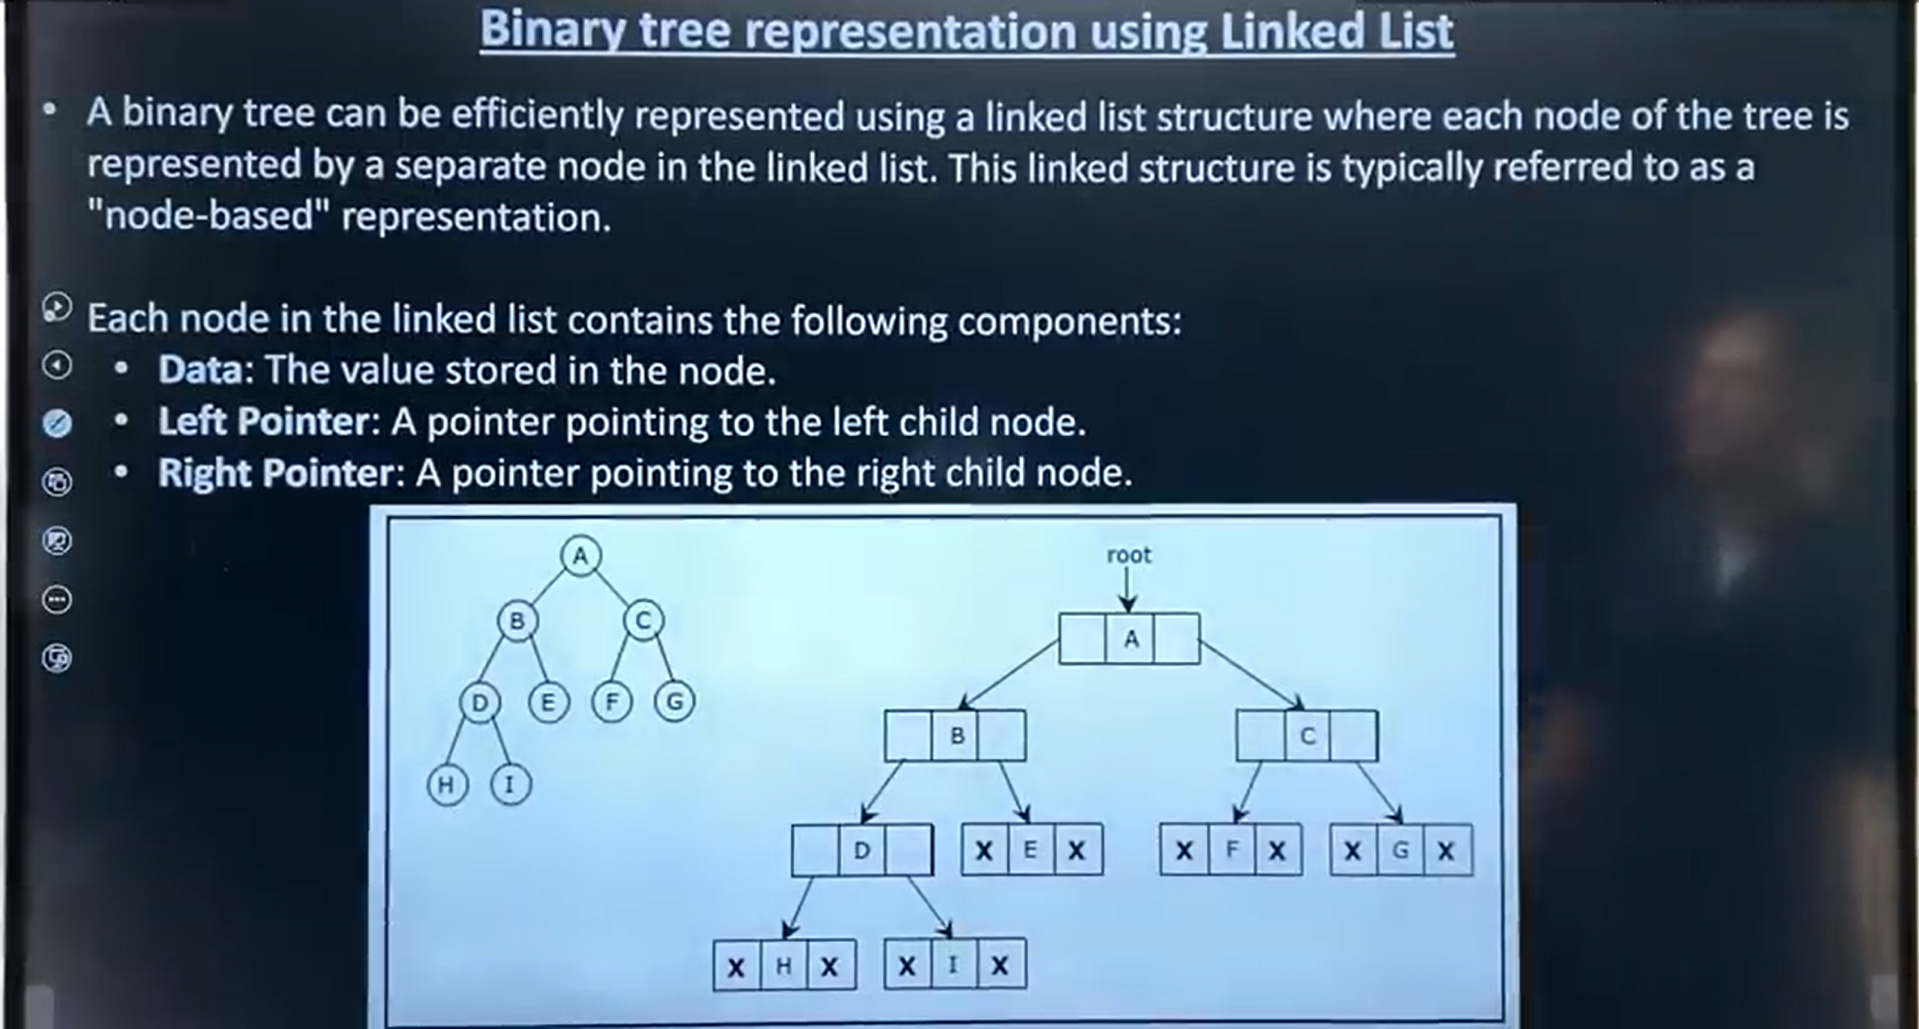 Binary tree representation using Linked List
• A binary tree can be efficiently represented using a linked list structure where each node of the tree is
represented by a separate node in the linked list. This linked structure is typically referred to as a
"node-based" representation.
Each node in the linked list contains the following components:
• Data: The value stored in the node.
• Left Pointer: A pointer pointing to the left child node.
• Right Pointer: A pointer pointing to the right child node.
A
B C
D E F G
H I
root
A
B C
D X E X X F X X G X
X H X X I X